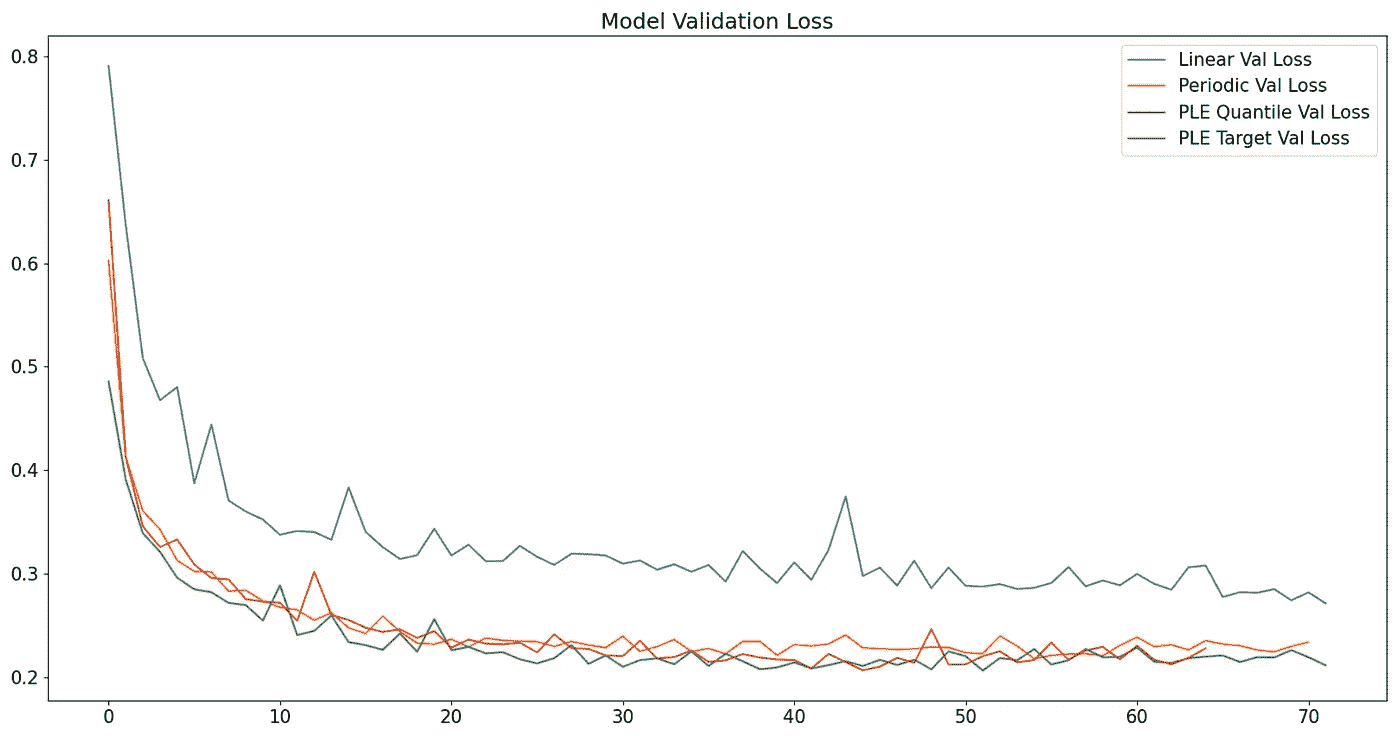 Model Validation Loss
Linear Val Loss
Periodic Val Loss
PLE Quantile Val Loss
PLE Target Val Loss
0.8
0.7
0.6
0.5
0.4
0.3
0.2
0 10 20 30 40 50 60 70